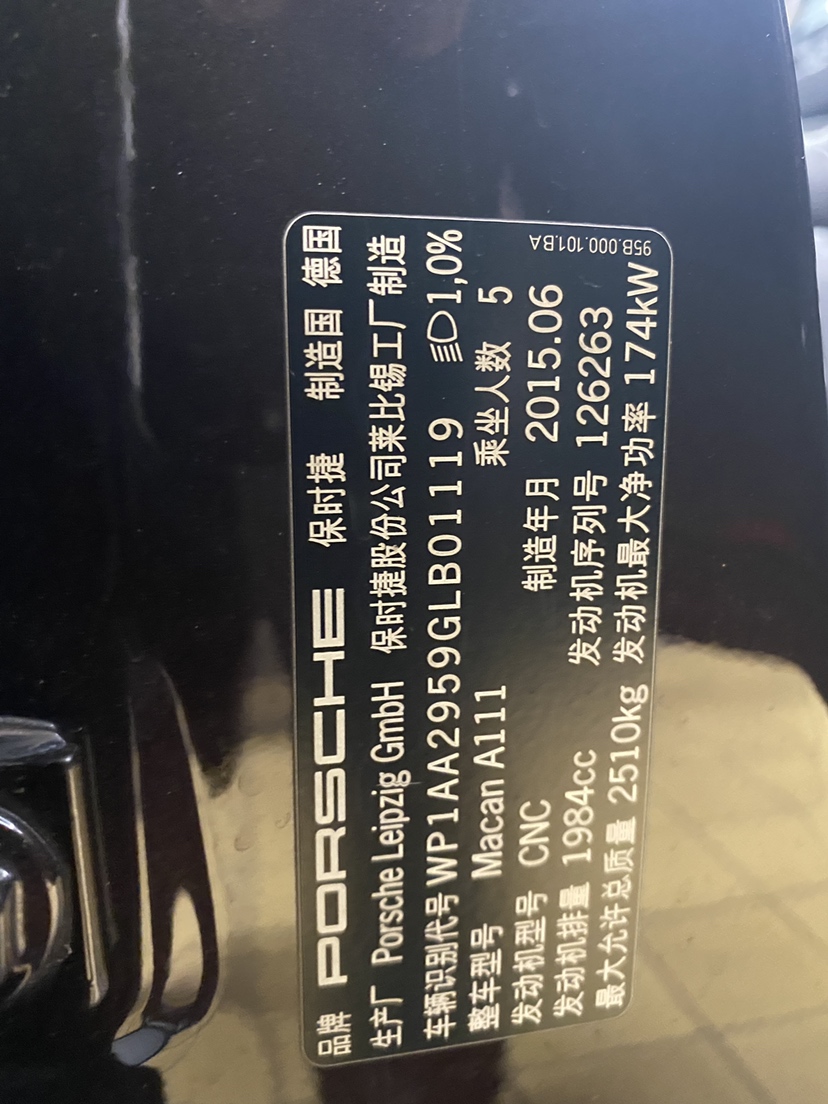 品牌 PORSCHE 保时捷 制造国 德国
生产厂 Porsche Leipzig GmbH 保时捷股份公司莱比锡工厂制造
车辆识别代号 WP1AA2959GLB01119 1,0%
整车型号 Macan A111 乘坐人数 5
发动机型号 CNC 制造年月 2015.06
发动机排量 1984cc 发动机序列号 126263
最大允许总质量 2510kg 发动机最大净功率 174kW
95B.000.101.BA